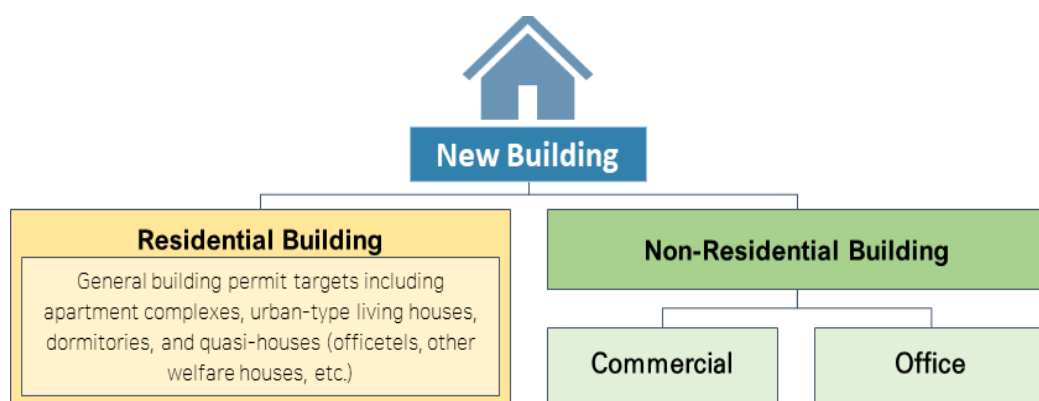 New Building
Residential Building
General building permit targets including
apartment complexes, urban-type living houses,
dormitories, and quasi-houses (officetels, other
welfare houses, etc.)
Non-Residential Building
Commercial
Office